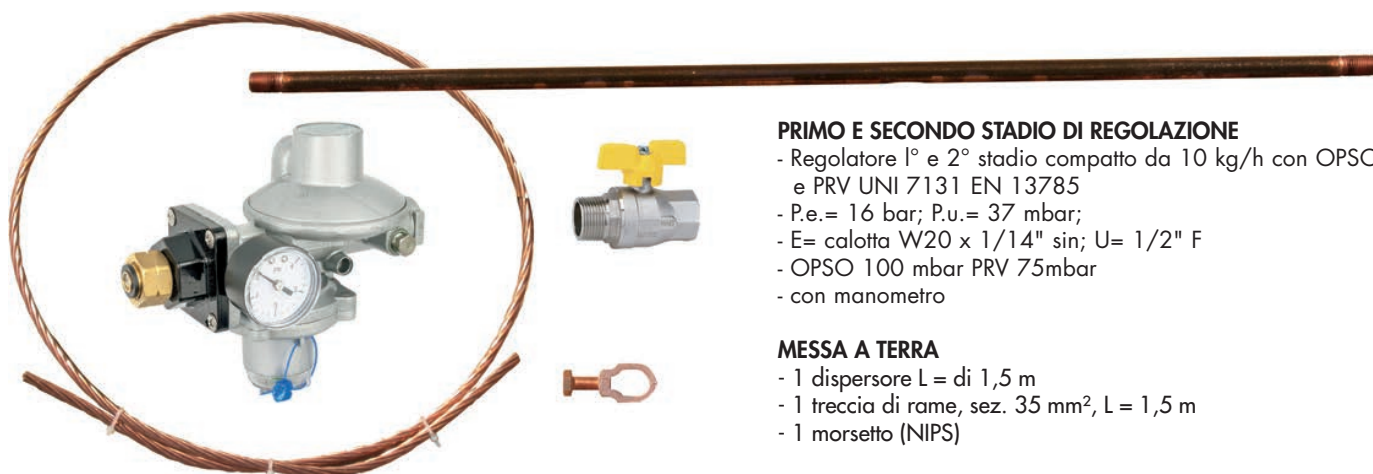 PRIMO E SECONDO STADIO DI REGOLAZIONE
- Regolatore I° e 2° stadio compatto da 10 kg/h con OPSO
e PRV UNI 7131 EN 13785
- P.e.= 16 bar; P.u.= 37 mbar;
- E= calotta W20 x 1/14" sin; U= 1/2" F
- OPSO 100 mbar PRV 75mbar
- con manometro
MESSA A TERRA
- 1 dispersore L = di 1,5 m
- 1 treccia di rame, sez. 35 mm², L = 1,5 m
- 1 morsetto (NIPS)